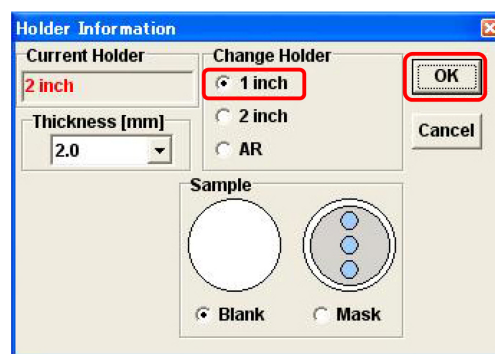 Holder Information
Current Holder
2 inch
Thickness [mm]
2.0
Change Holder
1 inch
2 inch
AR
OK
Cancel
Sample
Blank
Mask